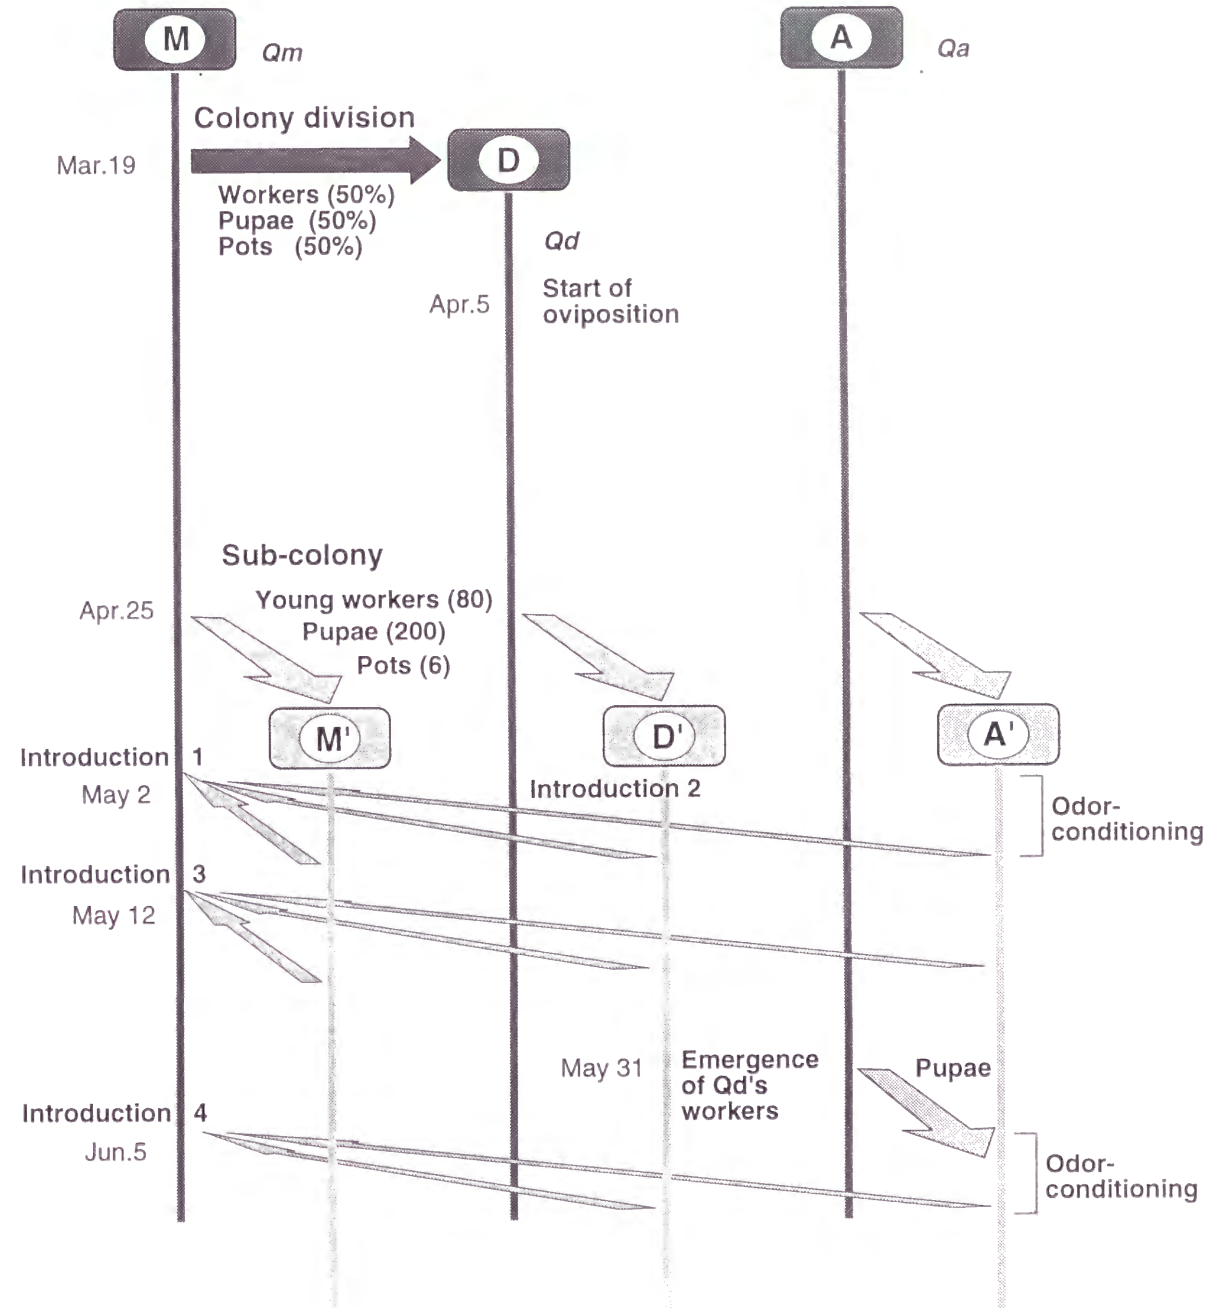 M
Qm
A
Qa
Colony division
Mar.19
D
Workers (50%)
Pupae (50%)
Pots (50%)
Qd
Apr.5
Start of
oviposition
Sub-colony
Apr.25
Young workers (80)
Pupae (200)
Pots (6)
M'
D'
A'
Introduction 1
May 2
Introduction 2
Odor-
conditioning
Introduction 3
May 12
May 31
Emergence
of Qd's
workers
Pupae
Introduction 4
Jun.5
Odor-
conditioning